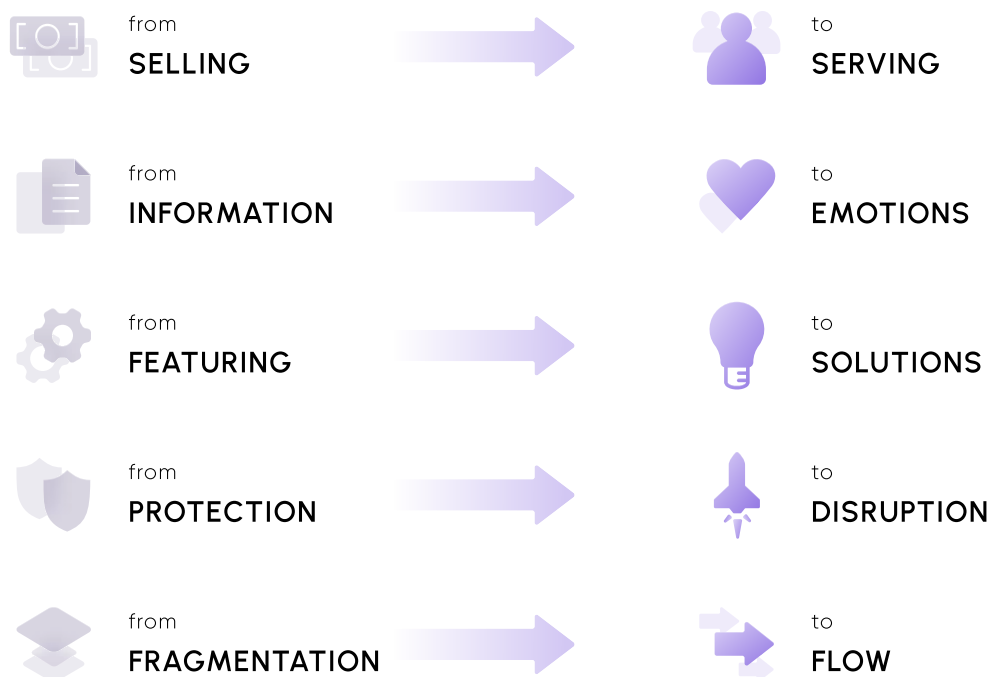 from
SELLING
to
SERVING
from
INFORMATION
to
EMOTIONS
from
FEATURING
to
SOLUTIONS
from
PROTECTION
to
DISRUPTION
from
FRAGMENTATION
to
FLOW